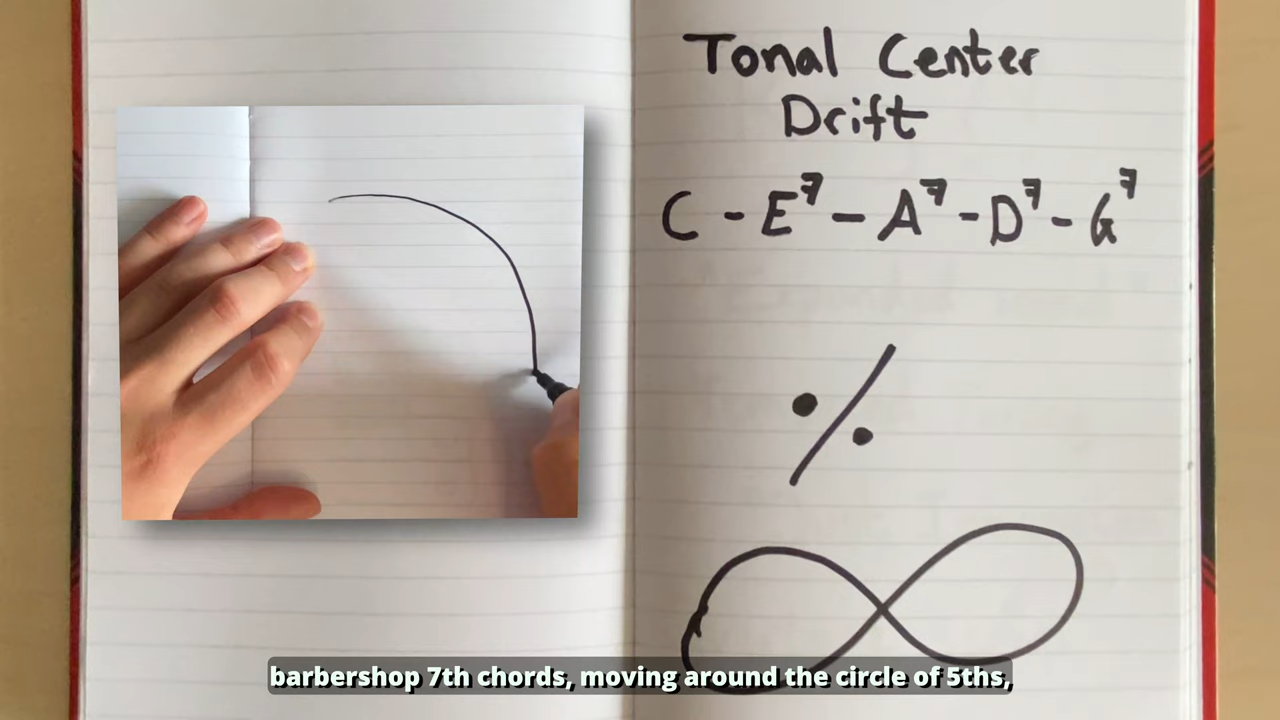 Tonal Center
Drift
C - E⁷ - A⁷ - D⁷ - G⁷
barbershop 7th chords, moving around the circle of 5ths,